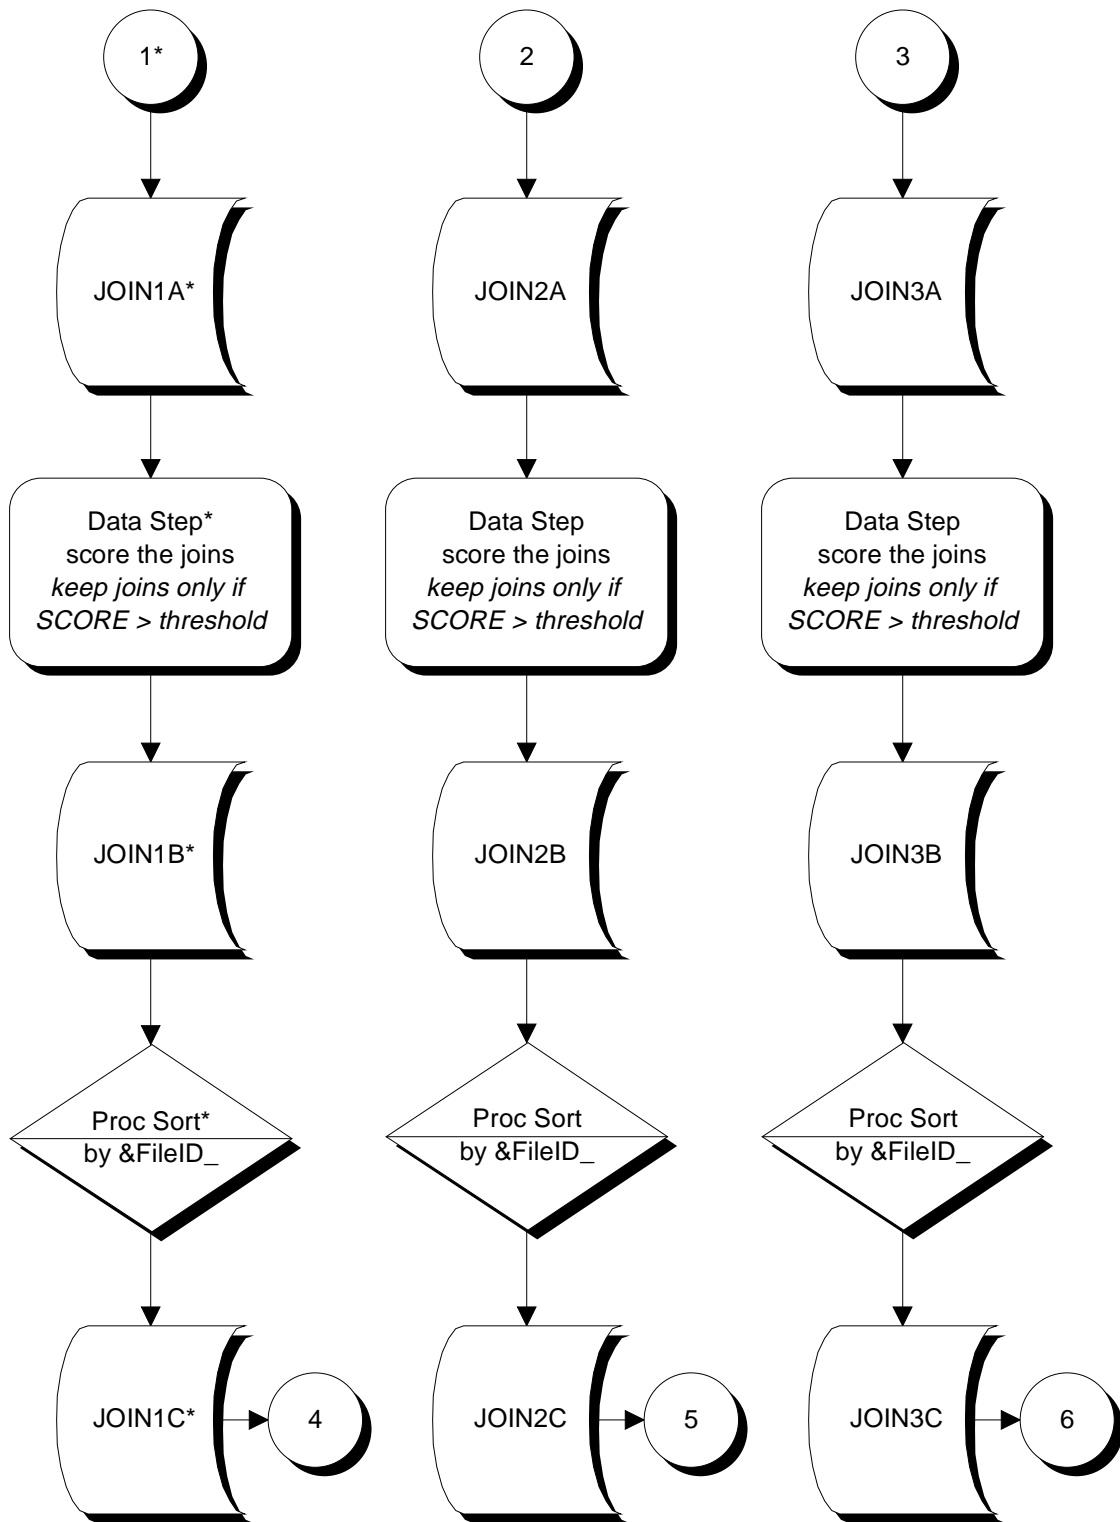 1*
2
3
JOIN1A*
JOIN2A
JOIN3A
Data Step*
score the joins
keep joins only if
SCORE > threshold
Data Step
score the joins
keep joins only if
SCORE > threshold
Data Step
score the joins
keep joins only if
SCORE > threshold
JOIN1B*
JOIN2B
JOIN3B
Proc Sort*
by &FileID_
Proc Sort
by &FileID_
Proc Sort
by &FileID_
JOIN1C*
4
JOIN2C
5
JOIN3C
6